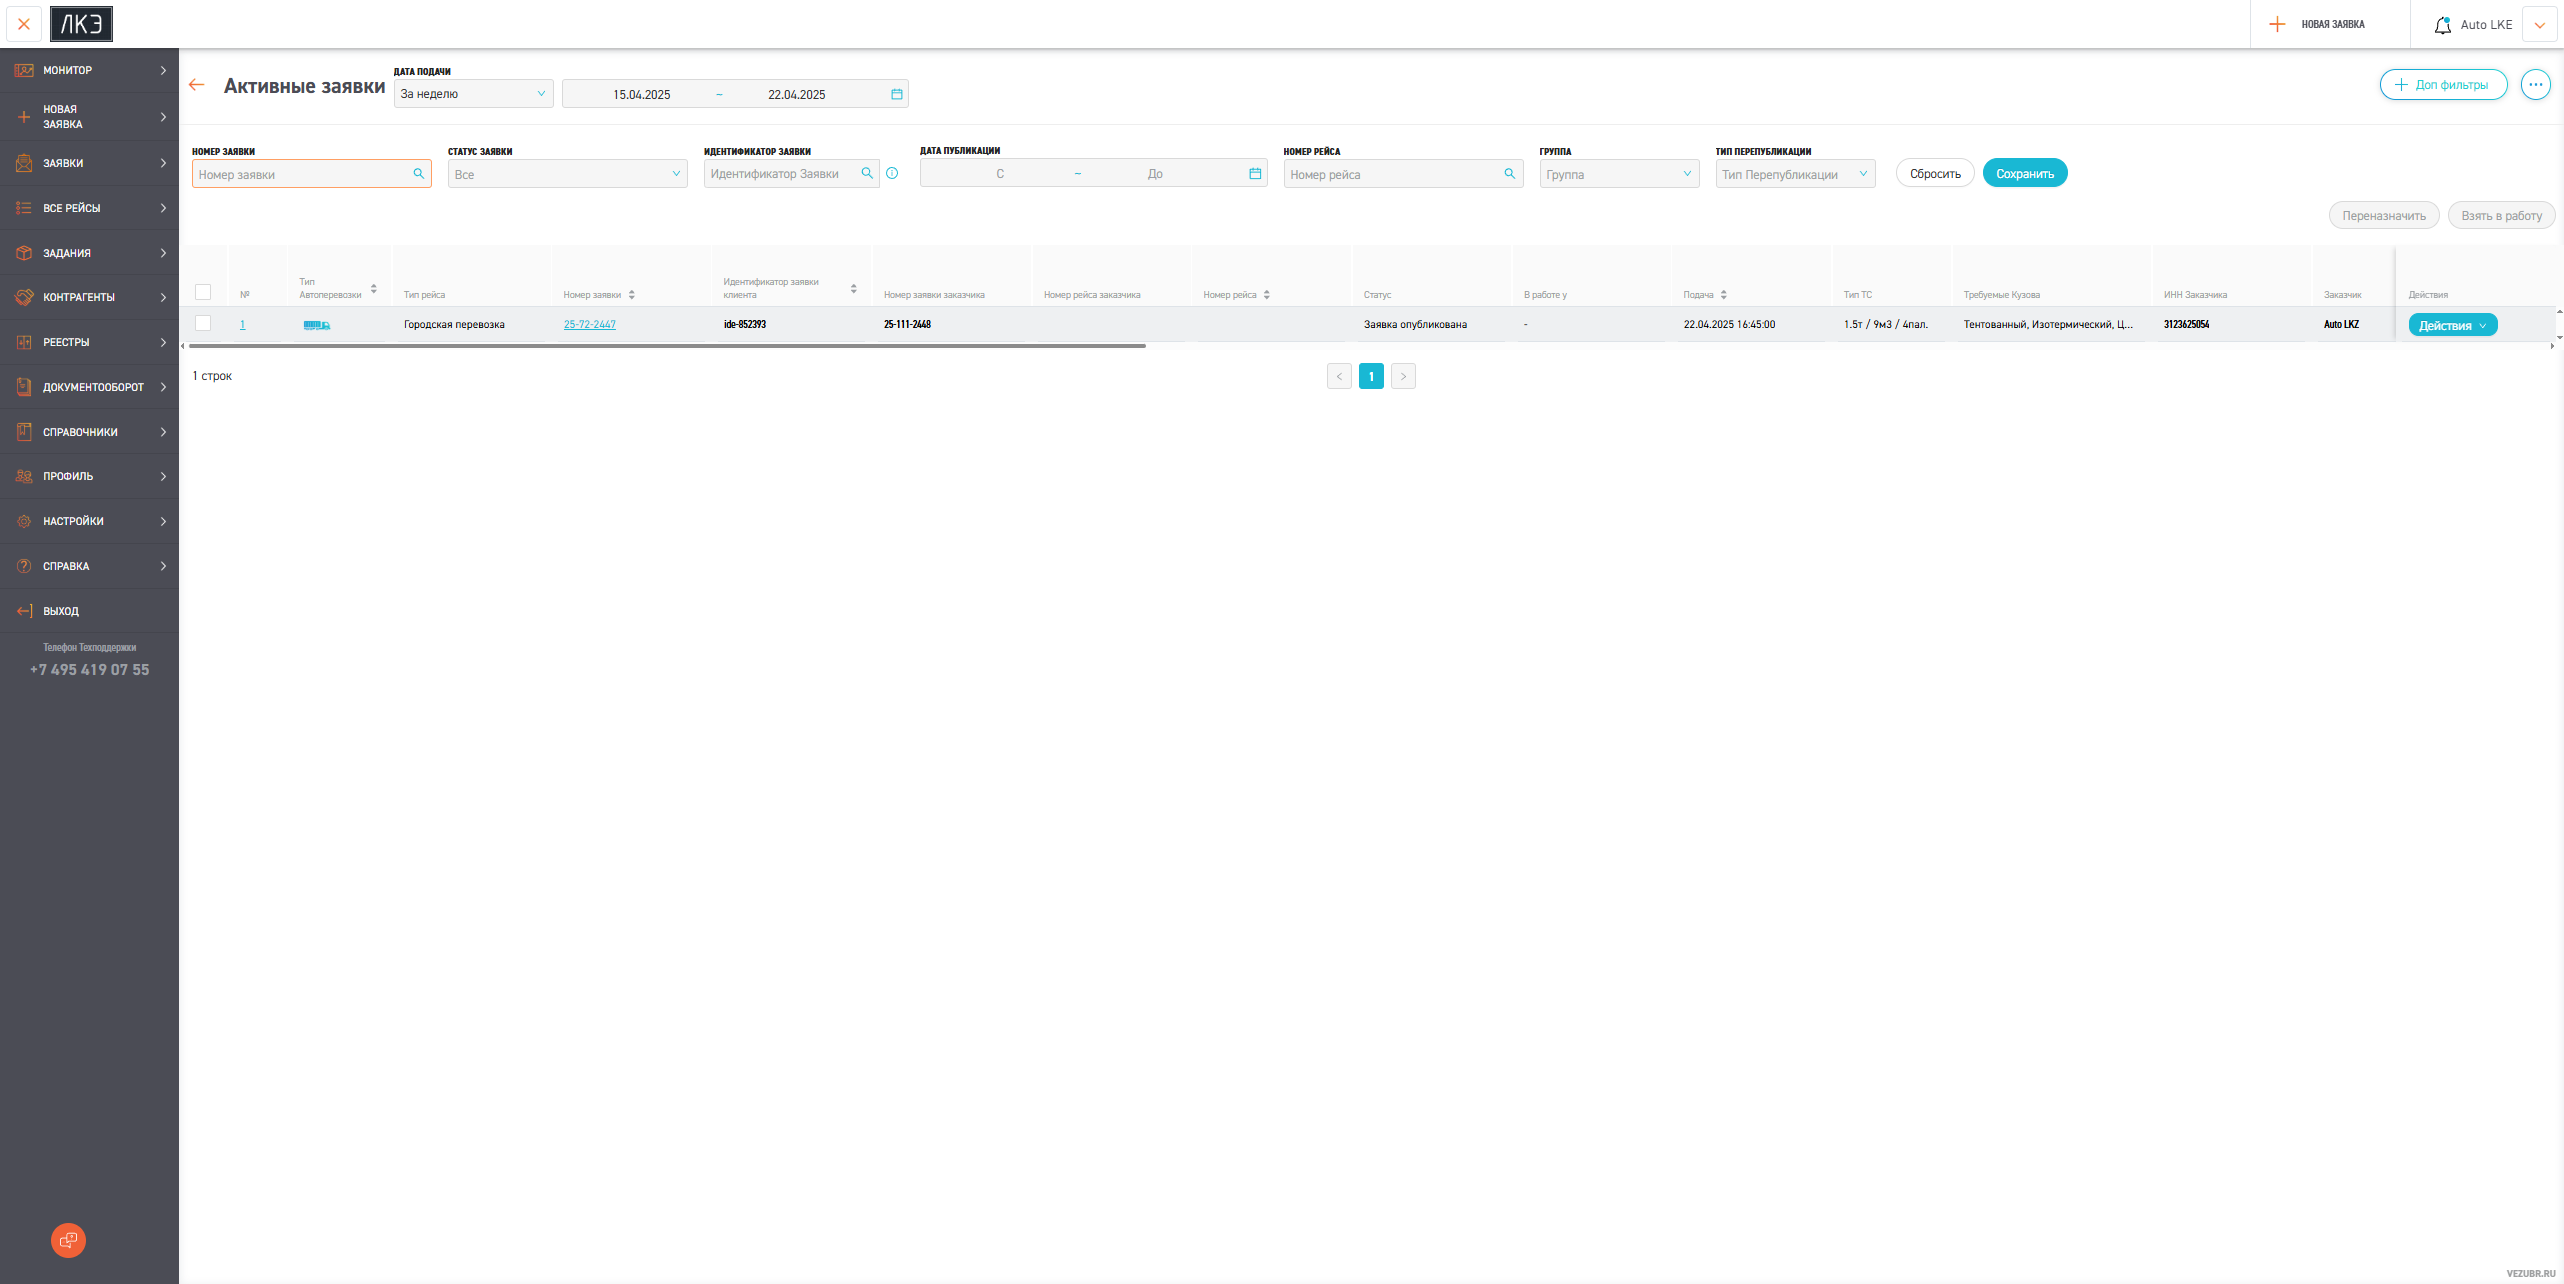 ЛКЭ
НОВАЯ ЗАЯВКА
Auto LKE
МОНИТОР
НОВАЯ
ЗАЯВКА
ЗАЯВКИ
ВСЕ РЕЙСЫ
ЗАДАНИЯ
КОНТРАГЕНТЫ
РЕЕСТРЫ
ДОКУМЕНТООБОРОТ
СПРАВОЧНИКИ
ПРОФИЛЬ
НАСТРОЙКИ
СПРАВКА
ВЫХОД
Телефон Техподдержки
+7 495 419 07 55
Активные заявки
ДАТА ПОДАЧИ
За неделю
15.04.2025 ~ 22.04.2025
Доп фильтры
НОМЕР ЗАЯВКИ
Номер заявки
СТАТУС ЗАЯВКИ
Все
ИДЕНТИФИКАТОР ЗАЯВКИ
Идентификатор Заявки
ДАТА ПУБЛИКАЦИИ
С ~ До
НОМЕР РЕЙСА
Номер рейса
ГРУППА
Группа
ТИП ПЕРЕПУБЛИКАЦИИ
Тип Перепубликации
Сбросить
Сохранить
Переназначить
Взять в работу
№
Тип
Автоперевозки
Тип рейса
Номер заявки
Идентификатор заявки
клиента
Номер заявки заказчика
Номер рейса заказчика
Номер рейса
Статус
В работе у
Подача
Тип ТС
Требуемые Кузова
ИНН Заказчика
Заказчик
Действия
1 Городская перевозка 25-72-2447 ide-852393 25-111-2448 Заявка опубликована - 22.04.2025 16:45:00 1.5т / 9м3 / 4пал. Тентованный, Изотермический, Ц... 3123625054 Auto LKZ Действия
1 строк
< 1 >
VEZUBR.RU